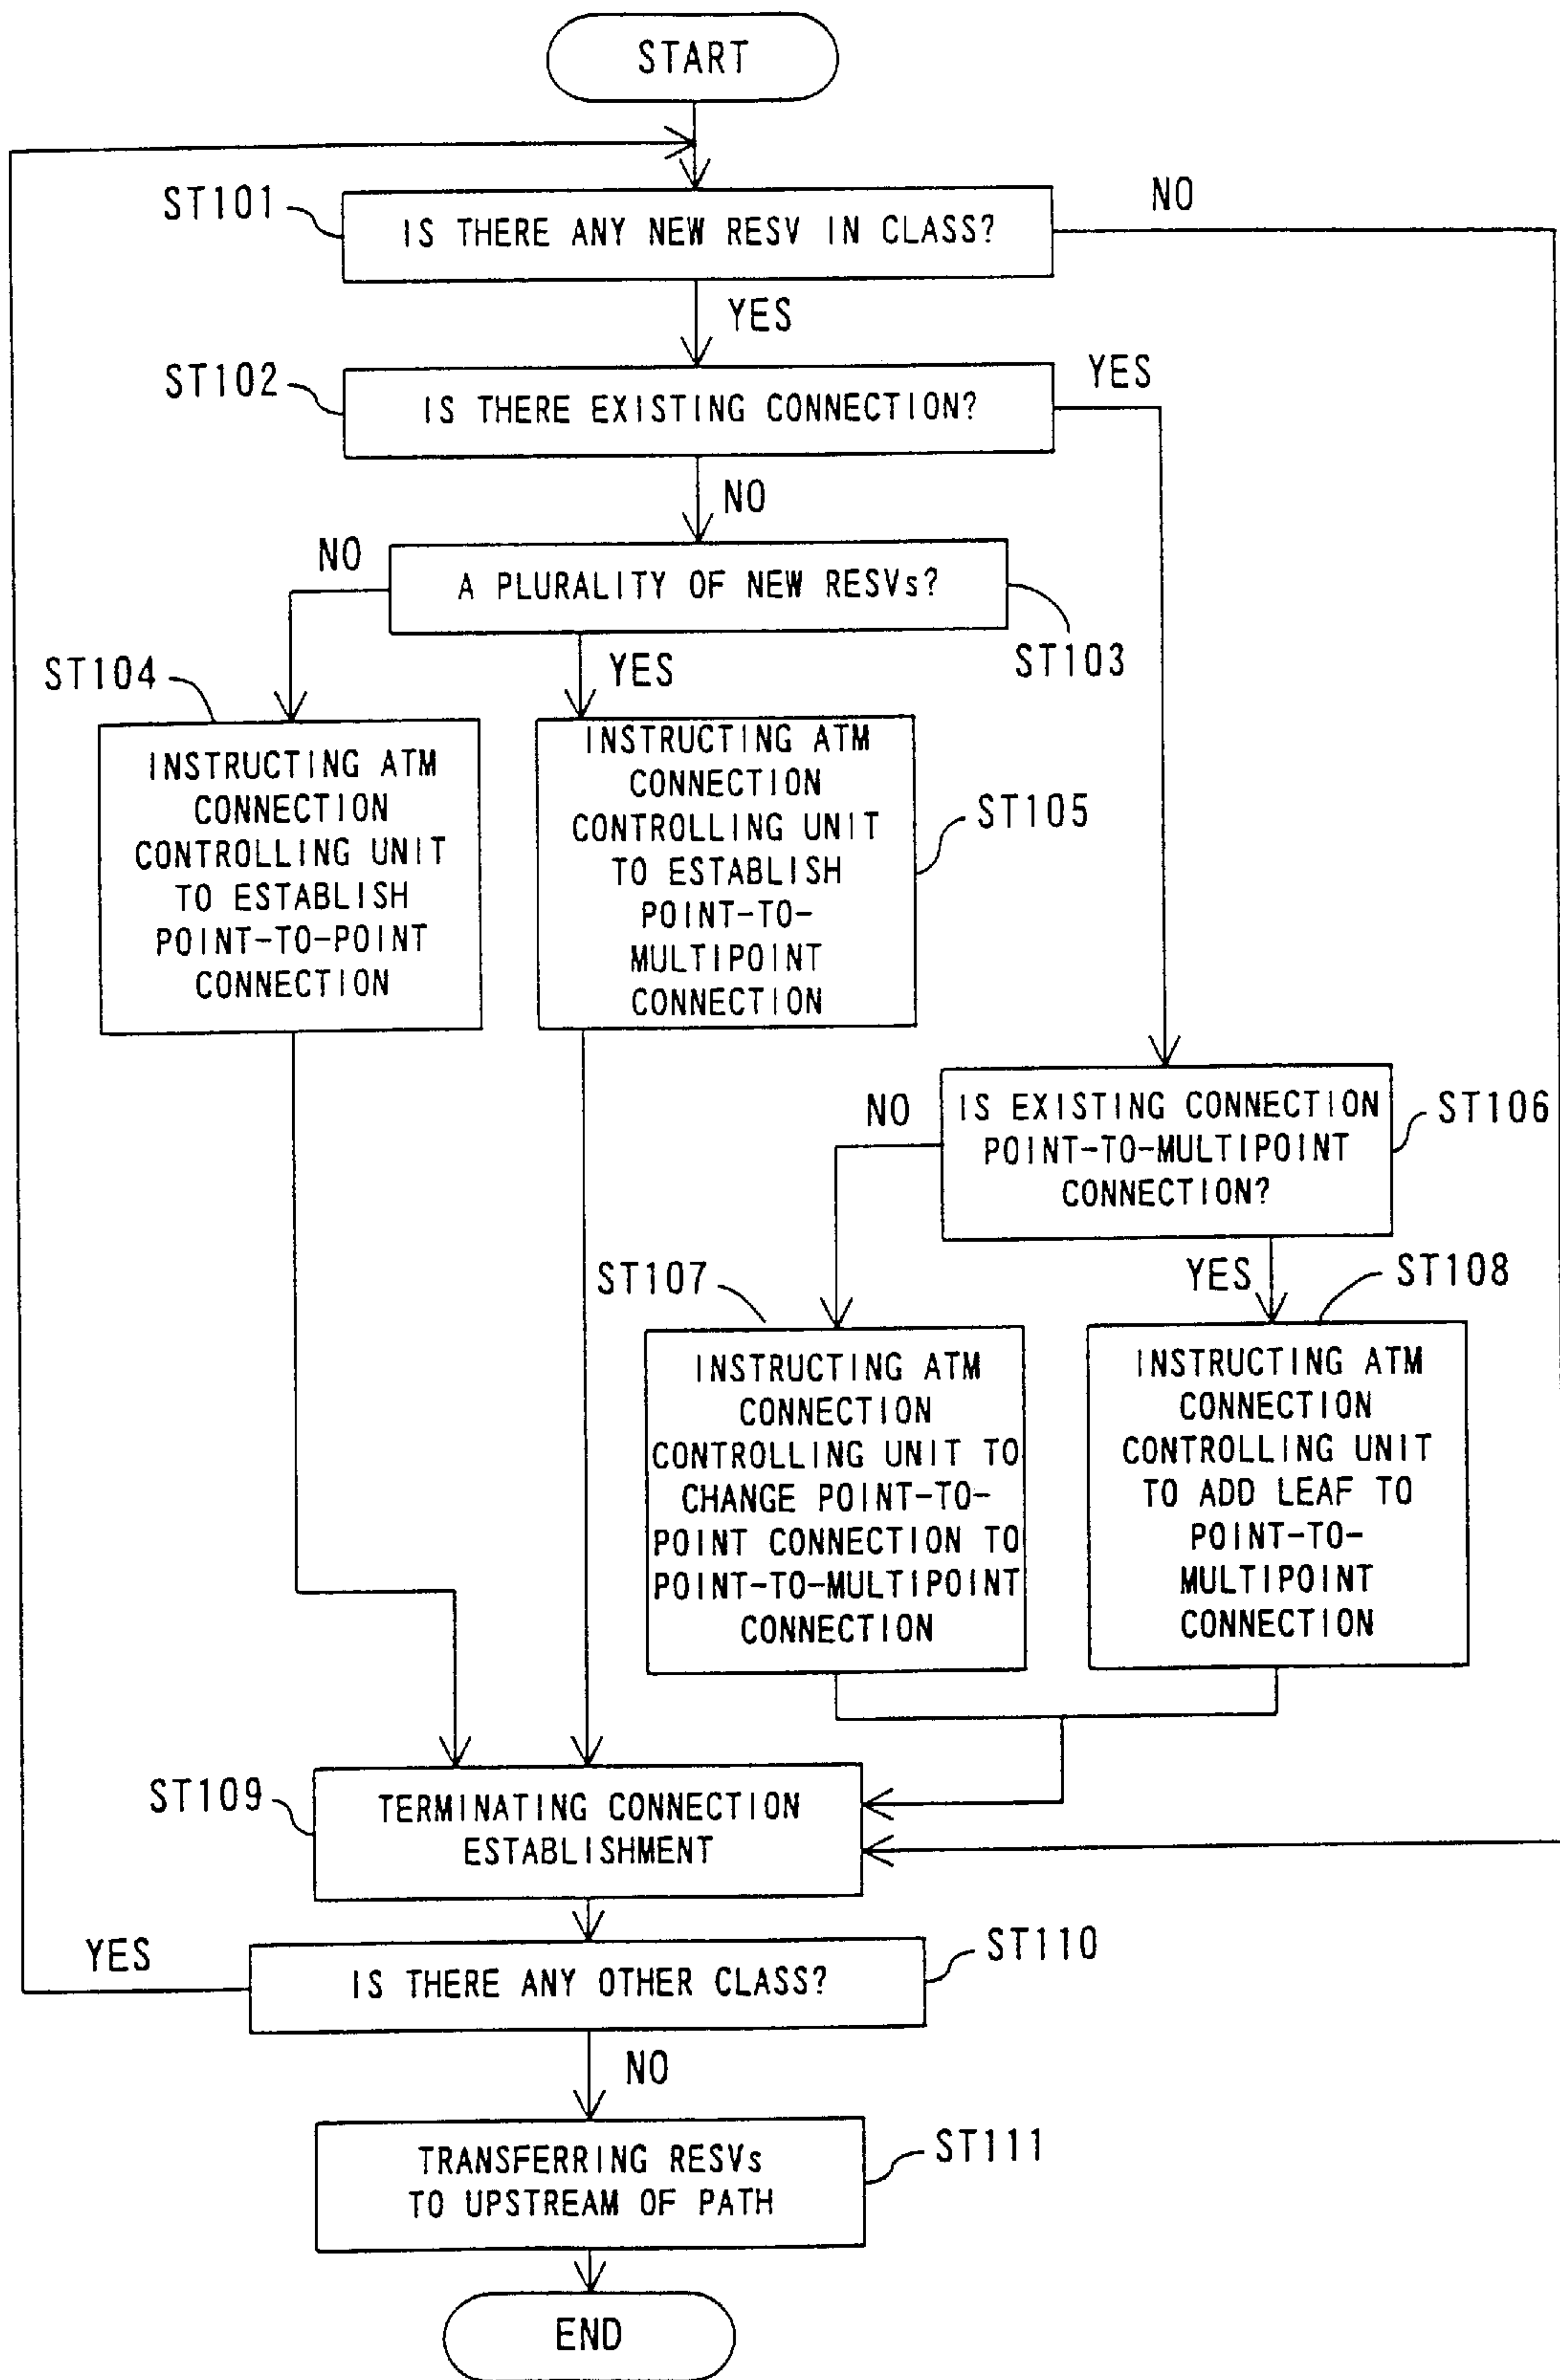 START
ST101
IS THERE ANY NEW RESV IN CLASS?
NO
YES
ST102
IS THERE EXISTING CONNECTION?
YES
NO
NO
A PLURALITY OF NEW RESVs?
ST103
YES
ST104
INSTRUCTING ATM
CONNECTION
CONTROLLING UNIT
TO ESTABLISH
POINT-TO-POINT
CONNECTION
INSTRUCTING ATM
CONNECTION
CONTROLLING UNIT
TO ESTABLISH
POINT-TO-
MULTIPOINT
CONNECTION
ST105
NO
IS EXISTING CONNECTION
POINT-TO-MULTIPOINT
CONNECTION?
ST106
ST107
YES
ST108
INSTRUCTING ATM
CONNECTION
CONTROLLING UNIT TO
CHANGE POINT-TO-
POINT CONNECTION TO
POINT-TO-MULTIPOINT
CONNECTION
INSTRUCTING ATM
CONNECTION
CONTROLLING UNIT
TO ADD LEAF TO
POINT-TO-
MULTIPOINT
CONNECTION
ST109
TERMINATING CONNECTION
ESTABLISHMENT
YES
IS THERE ANY OTHER CLASS?
ST110
NO
TRANSFERRING RESVs
TO UPSTREAM OF PATH
ST111
END